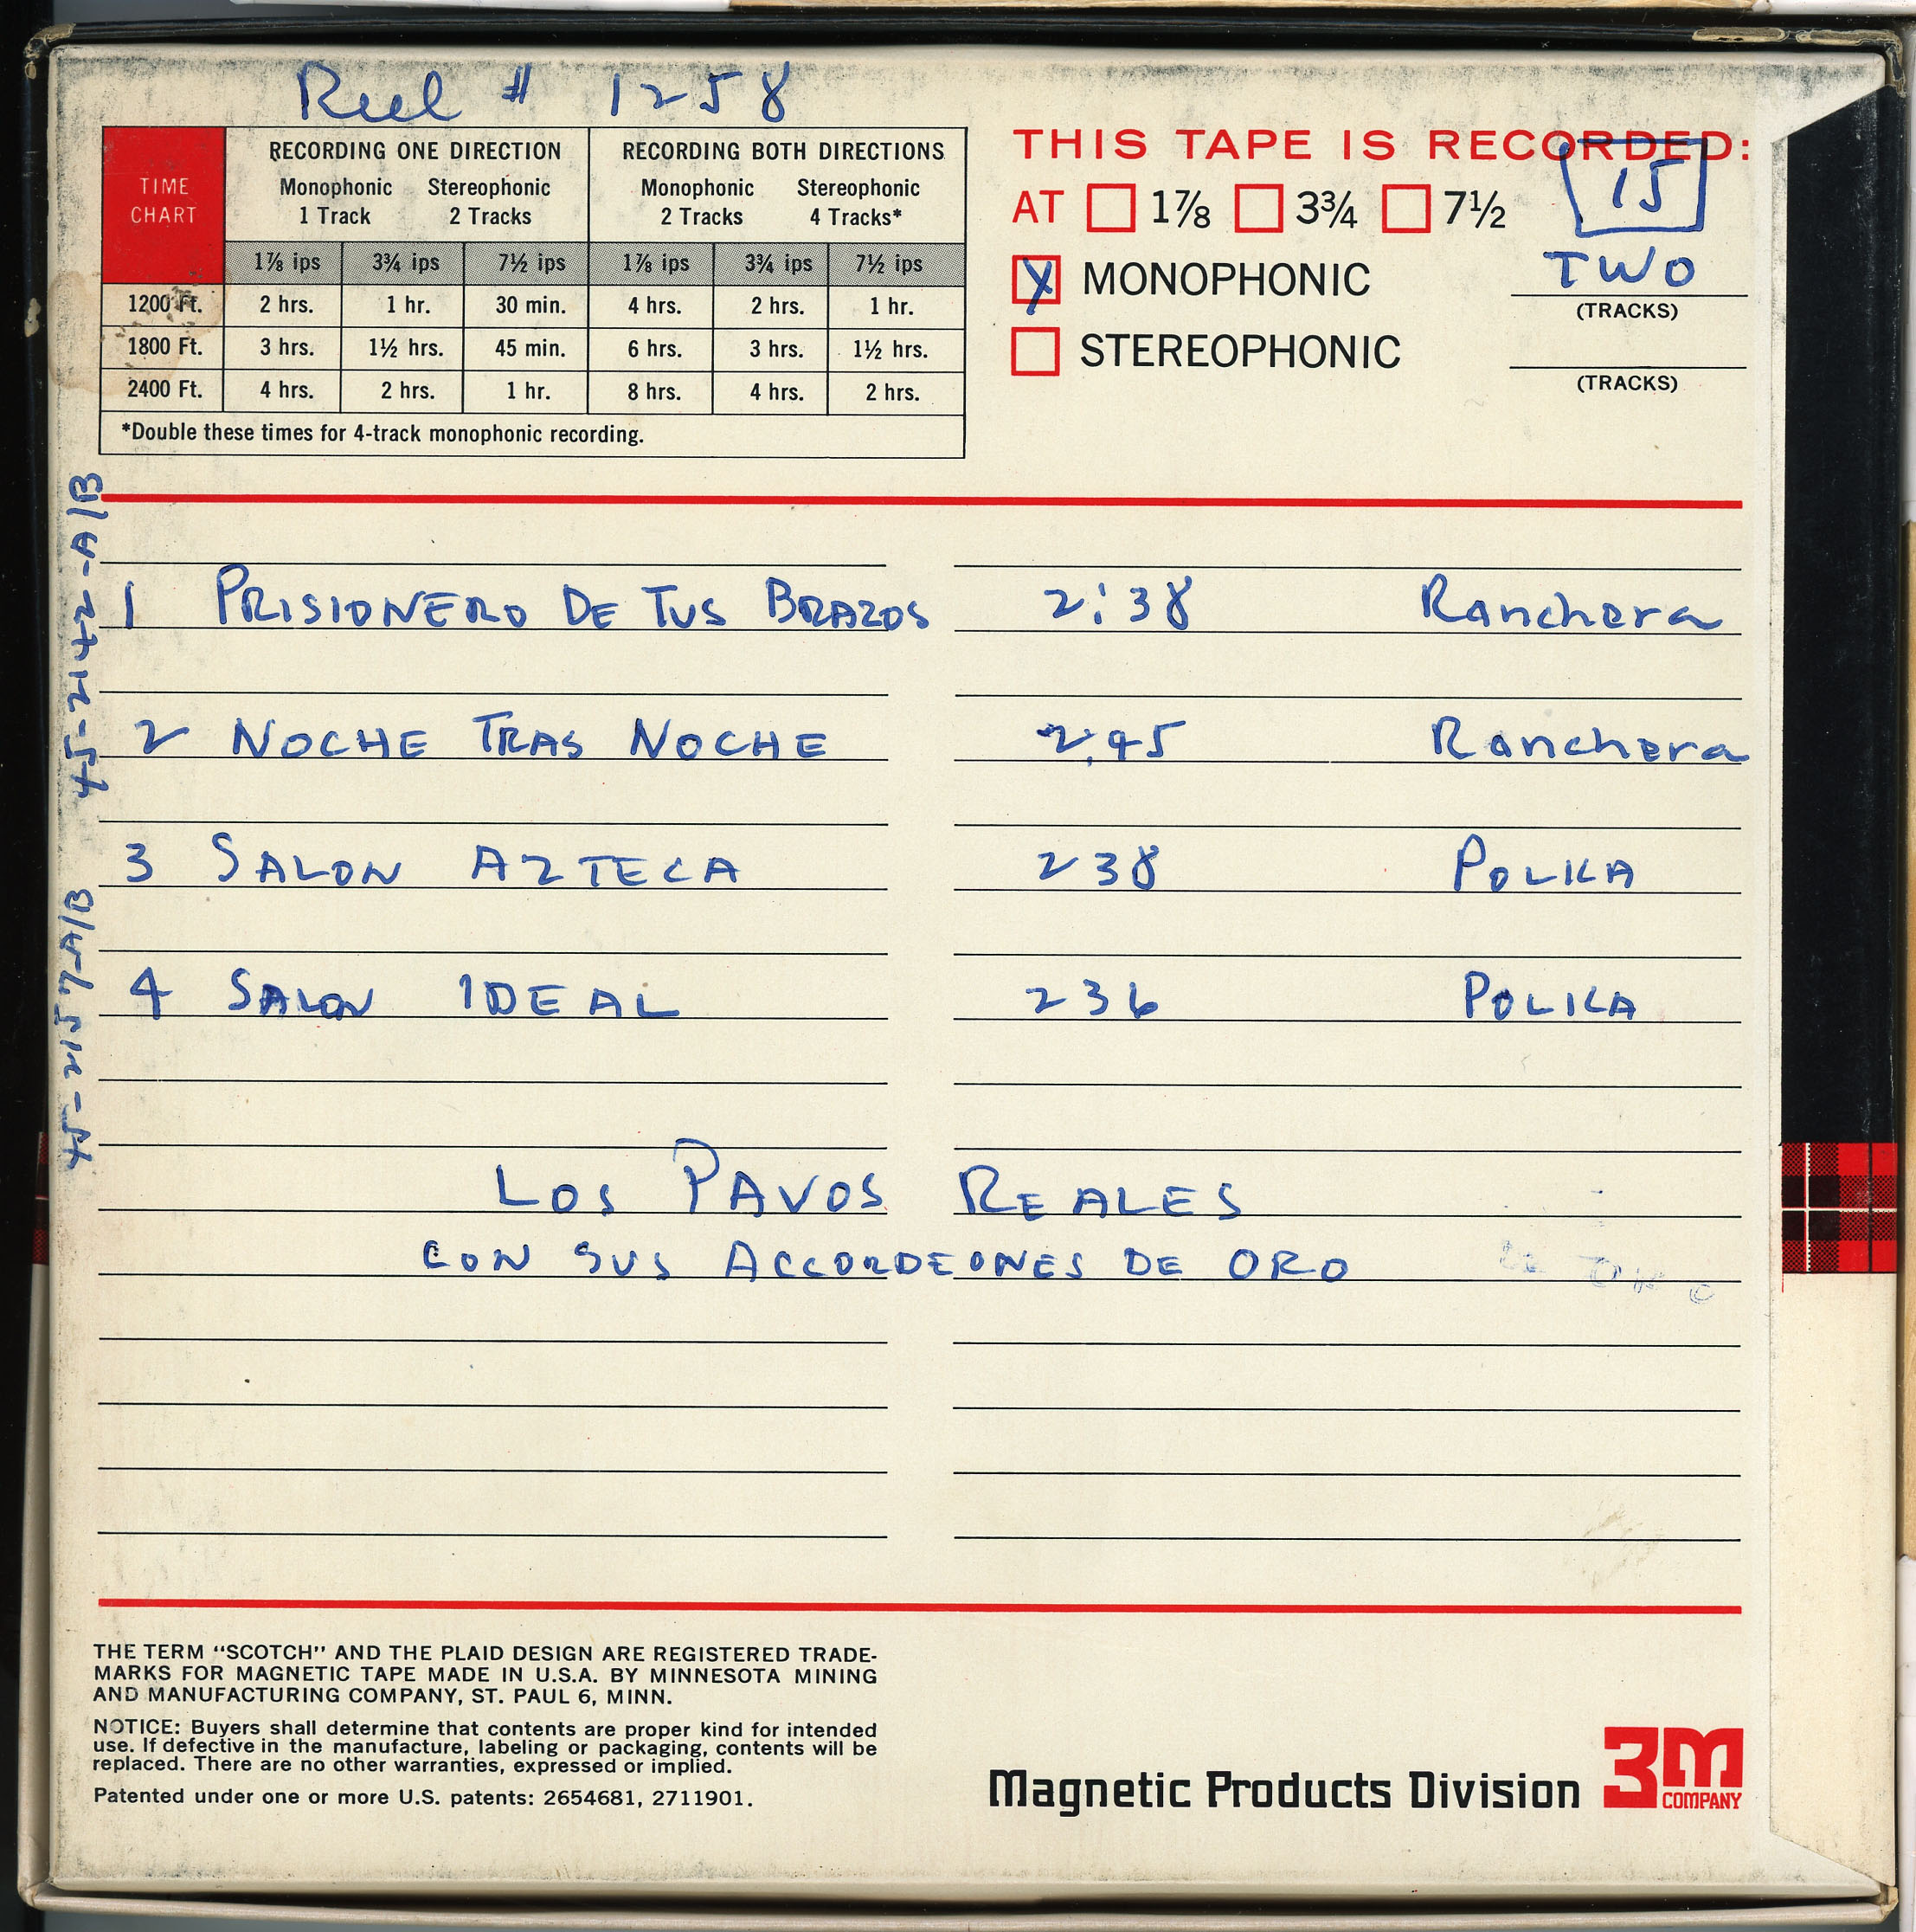 Reel # 1258
TIME CHART
RECORDING ONE DIRECTION RECORDING BOTH DIRECTIONS
Monophonic 1 Track Stereophonic 2 Tracks Monophonic 2 Tracks Stereophonic 4 Tracks*
1⅞ ips 3¾ ips 7½ ips 1⅞ ips 3¾ ips 7½ ips
1200 Ft. 2 hrs. 1 hr. 30 min. 4 hrs. 2 hrs. 1 hr.
1800 Ft. 3 hrs. 1½ hrs. 45 min. 6 hrs. 3 hrs. 1½ hrs.
2400 Ft. 4 hrs. 2 hrs. 1 hr. 8 hrs. 4 hrs. 2 hrs.
*Double these times for 4-track monophonic recording.
THIS TAPE IS RECORDED:
AT 1⅞ 3¾ 7½ 15
X MONOPHONIC TWO
(TRACKS)
STEREOPHONIC
(TRACKS)
45-2142-A/B
45-2157-A/B
1 PRISIONERO DE TUS BRAZOS 2:38 Ranchera
2 NOCHE TRAS NOCHE 2:45 Ranchera
3 SALON AZTECA 238 POLKA
4 SALON IDEAL 236 POLKA
LOS PAVOS REALES
CON SUS ACCORDEONES DE ORO
THE TERM “SCOTCH” AND THE PLAID DESIGN ARE REGISTERED TRADE-
MARKS FOR MAGNETIC TAPE MADE IN U.S.A. BY MINNESOTA MINING
AND MANUFACTURING COMPANY, ST. PAUL 6, MINN.
NOTICE: Buyers shall determine that contents are proper kind for intended
use. If defective in the manufacture, labeling or packaging, contents will be
replaced. There are no other warranties, expressed or implied.
Patented under one or more U.S. patents: 2654681, 2711901.
Magnetic Products Division 3M COMPANY